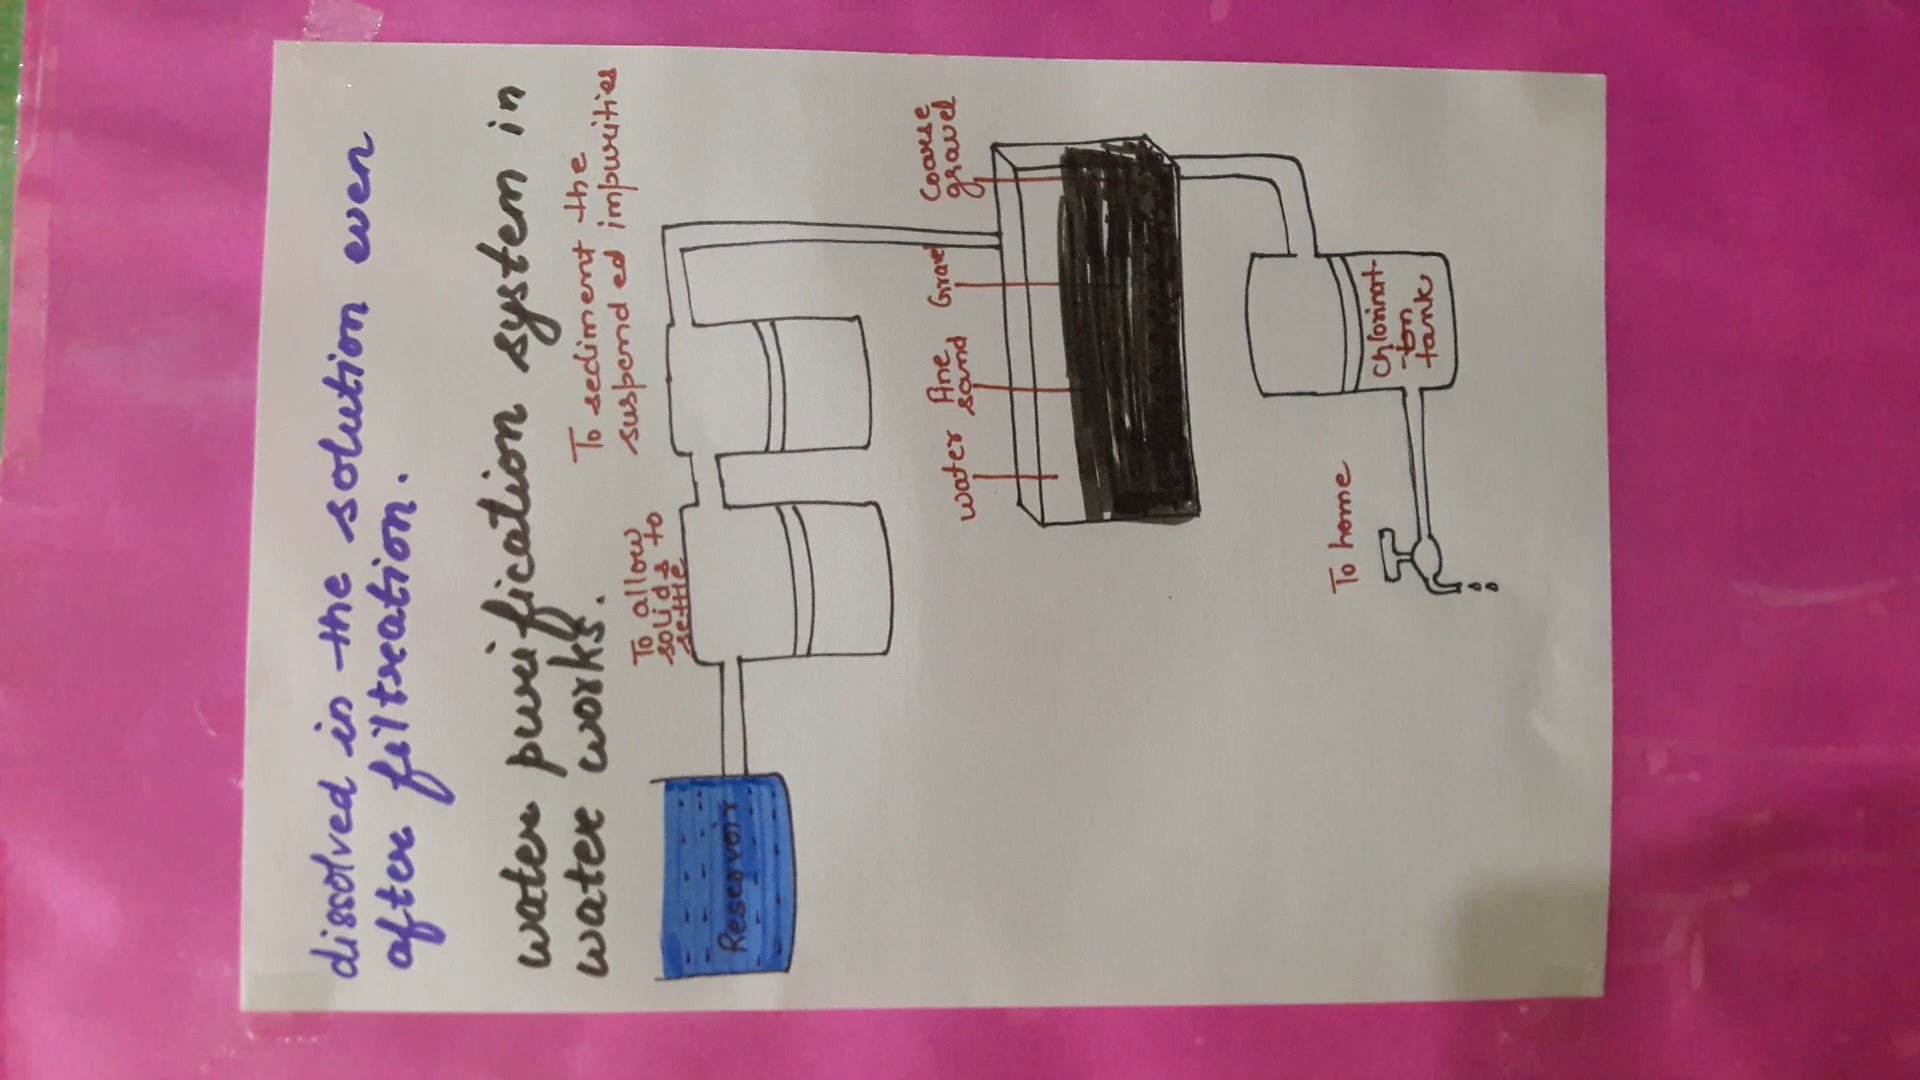 dissolved in the solution even
after filtreation.
water purification system in
water works.
To sediment the
suspended impurities
To allow
solids to
settle
Reservoir
Coarse
gravel
Gravel
Fine
sand
water
Chlorinat-
ion
tank
To home